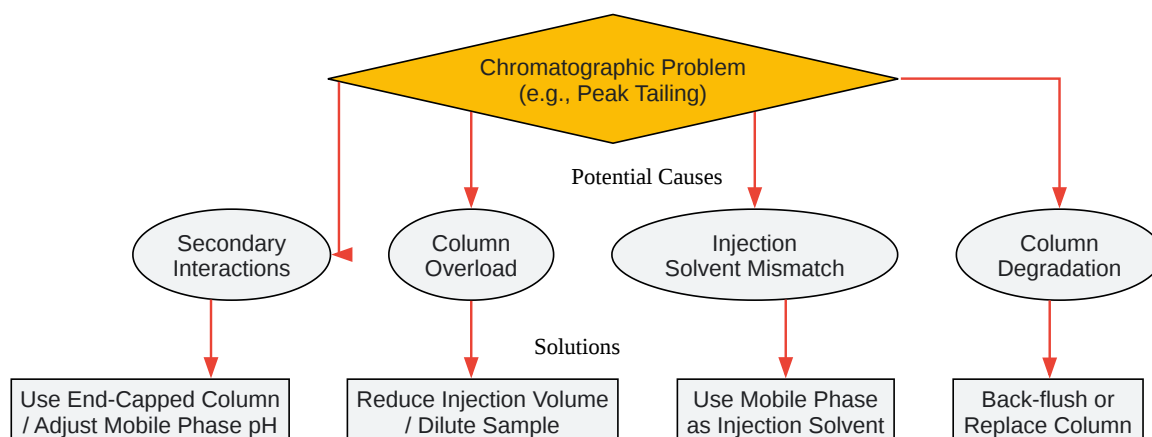 Chromatographic Problem
(e.g., Peak Tailing)
Potential Causes
Secondary
Interactions
Column
Overload
Injection
Solvent Mismatch
Column
Degradation
Solutions
Use End-Capped Column
/ Adjust Mobile Phase pH
Reduce Injection Volume
/ Dilute Sample
Use Mobile Phase
as Injection Solvent
Back-flush or
Replace Column